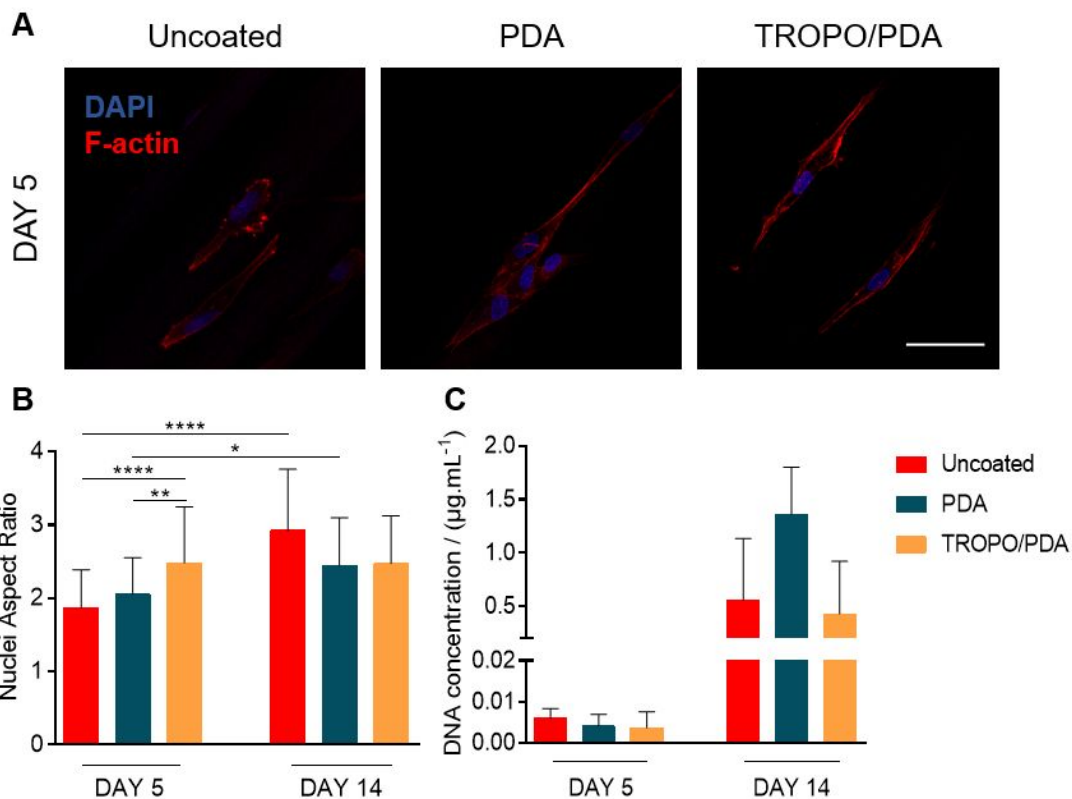 A
Uncoated
PDA
TROPO/PDA
DAPI
F-actin
DAY 5
B
Nuclei Aspect Ratio
4
3
2
1
0
****
*
****
**
DAY 5
DAY 14
C
DNA concentration / (µg.mL⁻¹)
2.0
1.5
1.0
0.5
0.02
0.01
0.00
DAY 5
DAY 14
Uncoated
PDA
TROPO/PDA